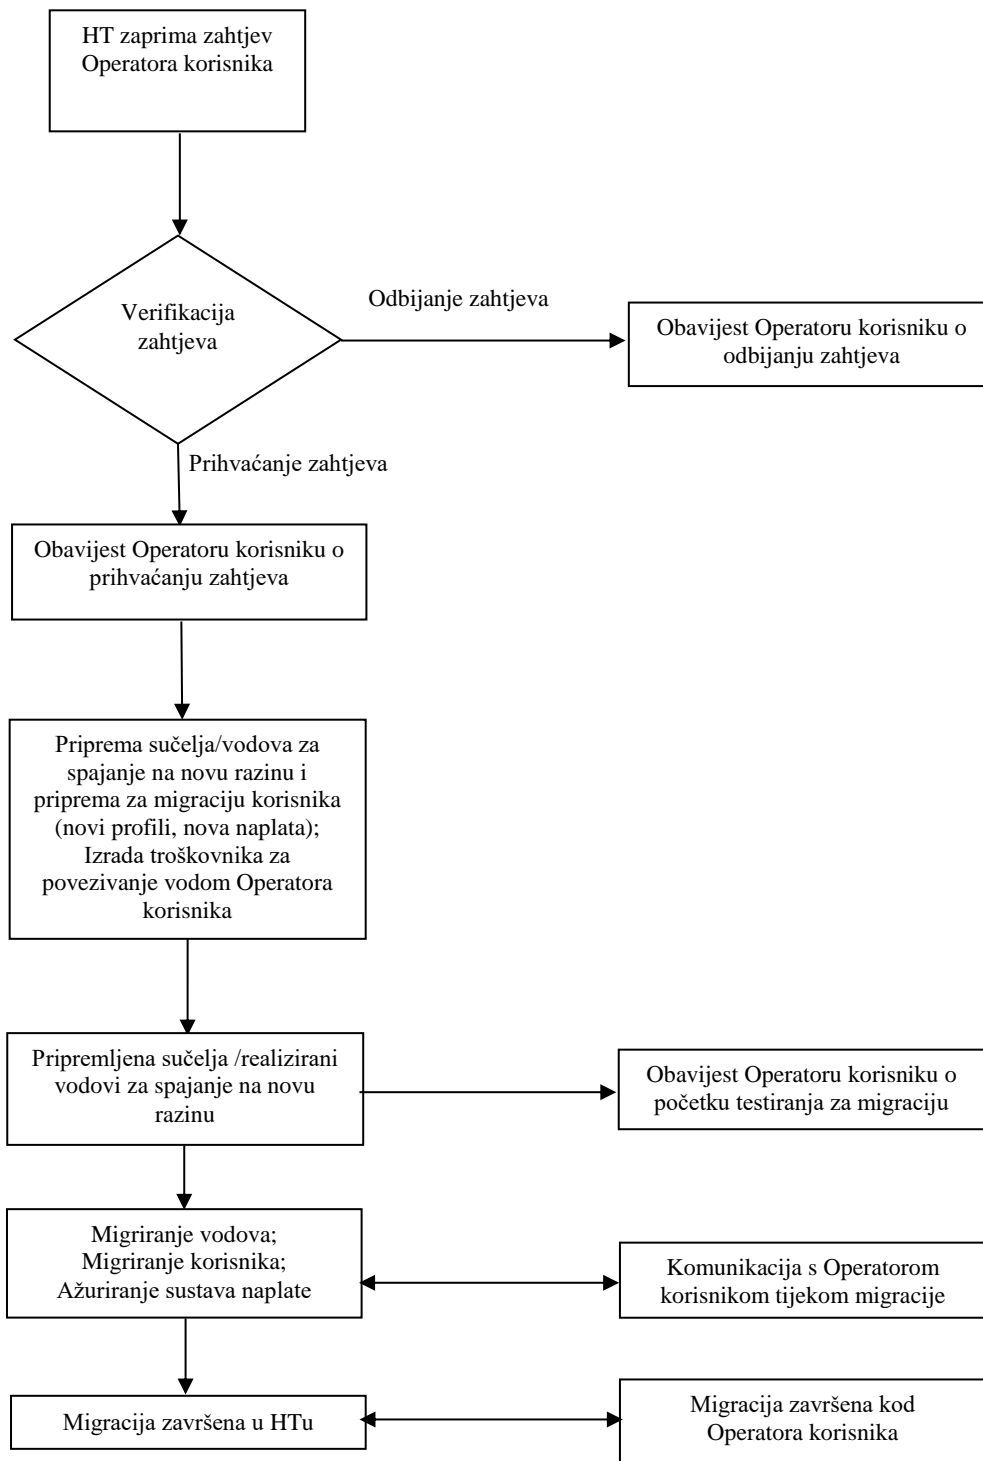 HT zaprima zahtjev
Operatora korisnika
Verifikacija
zahtjeva
Odbijanje zahtjeva
Obavijest Operatoru korisniku o
odbijanju zahtjeva
Prihvaćanje zahtjeva
Obavijest Operatoru korisniku o
prihvaćanju zahtjeva
Priprema sučelja/vodova za
spajanje na novu razinu i
priprema za migraciju korisnika
(novi profili, nova naplata);
Izrada troškovnika za
povezivanje vodom Operatora
korisnika
Pripremljena sučelja /realizirani
vodovi za spajanje na novu
razinu
Obavijest Operatoru korisniku o
početku testiranja za migraciju
Migriranje vodova;
Migriranje korisnika;
Ažuriranje sustava naplate
Komunikacija s Operatorom
korisnikom tijekom migracije
Migracija završena u HTu
Migracija završena kod
Operatora korisnika